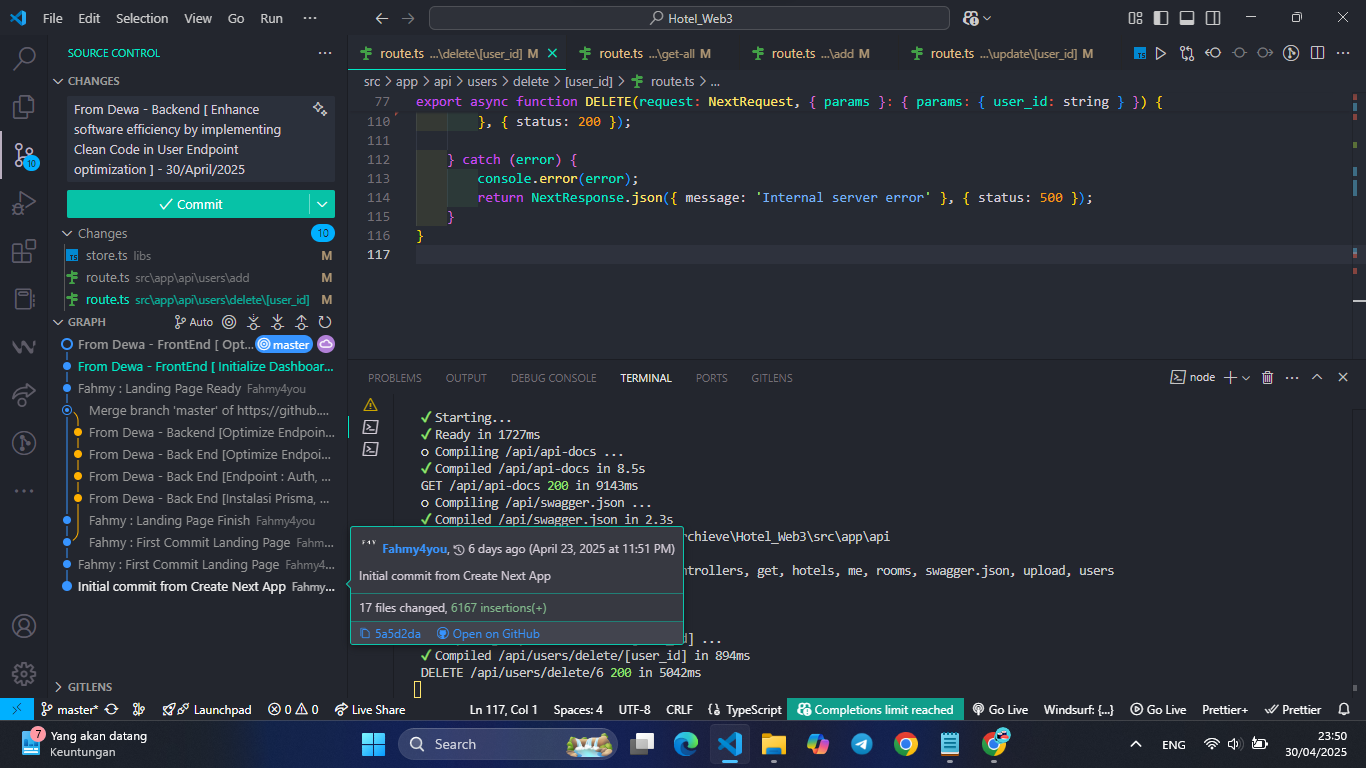 File Edit Selection View Go Run ···
Hotel_Web3
SOURCE CONTROL
CHANGES
From Dewa - Backend [ Enhance
software efficiency by implementing
Clean Code in User Endpoint
optimization ] - 30/April/2025
Commit
Changes 10
store.ts libs M
route.ts src\app\api\users\add M
route.ts src\app\api\users\delete\[user_id] M
GRAPH Auto
From Dewa - FrontEnd [ Opt... master
From Dewa - FrontEnd [ Initialize Dashboar...
Fahmy : Landing Page Ready Fahmy4you
Merge branch 'master' of https://github....
From Dewa - Backend [Optimize Endpoin...
From Dewa - Back End [Optimize Endpoi...
From Dewa - Back End [Endpoint : Auth, ...
From Dewa - Back End [Instalasi Prisma, ...
Fahmy : Landing Page Finish Fahmy4you
Fahmy : First Commit Landing Page Fahm...
Fahmy : First Commit Landing Page Fahmy4...
Initial commit from Create Next App Fahmy...
GITLENS
10
route.ts ...\delete\[user_id] M
route.ts ...\get-all M
route.ts ...\add M
route.ts ...\update\[user_id] M
src > app > api > users > delete > [user_id] > route.ts > ...
77 export async function DELETE(request: NextRequest, { params }: { params: { user_id: string } }) {
110 }, { status: 200 });
111
112 } catch (error) {
113 console.error(error);
114 return NextResponse.json({ message: 'Internal server error' }, { status: 500 });
115 }
116 }
117
PROBLEMS OUTPUT DEBUG CONSOLE TERMINAL PORTS GITLENS
node
✓ Starting...
✓ Ready in 1727ms
○ Compiling /api/api-docs ...
✓ Compiled /api/api-docs in 8.5s
GET /api/api-docs 200 in 9143ms
○ Compiling /api/swagger.json ...
✓ Compiled /api/swagger.json in 2.3s
rchieve\Hotel_Web3\src\app\api
ntrollers, get, hotels, me, rooms, swagger.json, upload, users
] ...
✓ Compiled /api/users/delete/[user_id] in 894ms
DELETE /api/users/delete/6 200 in 5042ms
Fahmy4you, 6 days ago (April 23, 2025 at 11:51 PM)
Initial commit from Create Next App
17 files changed, 6167 insertions(+)
5a5d2da Open on GitHub
master* Launchpad 0 0 Live Share
Ln 117, Col 1 Spaces: 4 UTF-8 CRLF {} TypeScript Completions limit reached Go Live Windsurf: {...} Go Live Prettier+ Prettier
7
Yang akan datang
Keuntungan
Search
ENG
23:50
30/04/2025